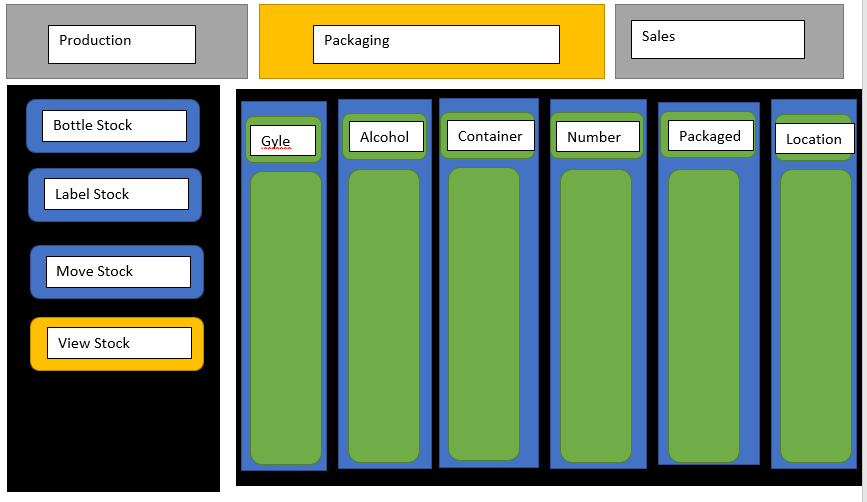 Production
Packaging
Sales
Bottle Stock
Label Stock
Move Stock
View Stock
Gyle
Alcohol
Container
Number
Packaged
Location